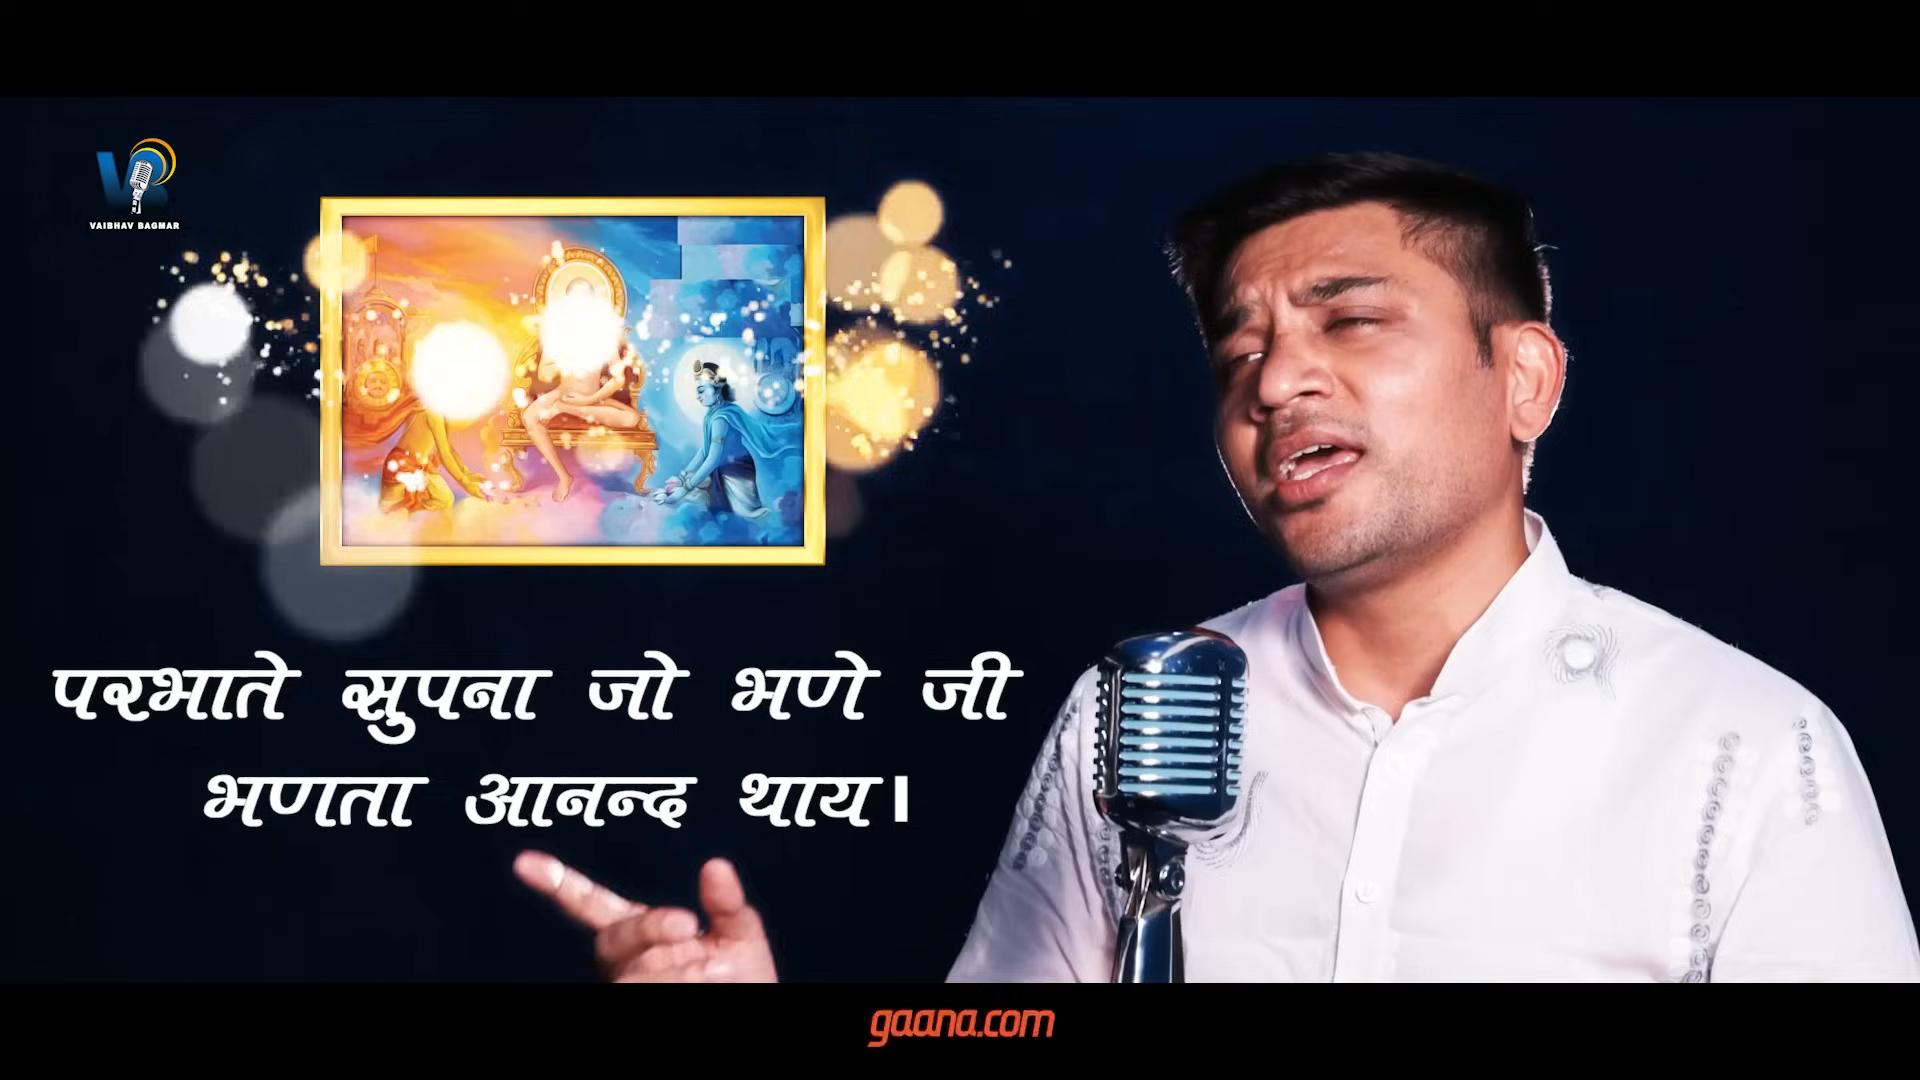 VAIBHAV BAGMAR
परभाते सुपना जो भणे जी
भणता आनन्द थाय।
gaana.com